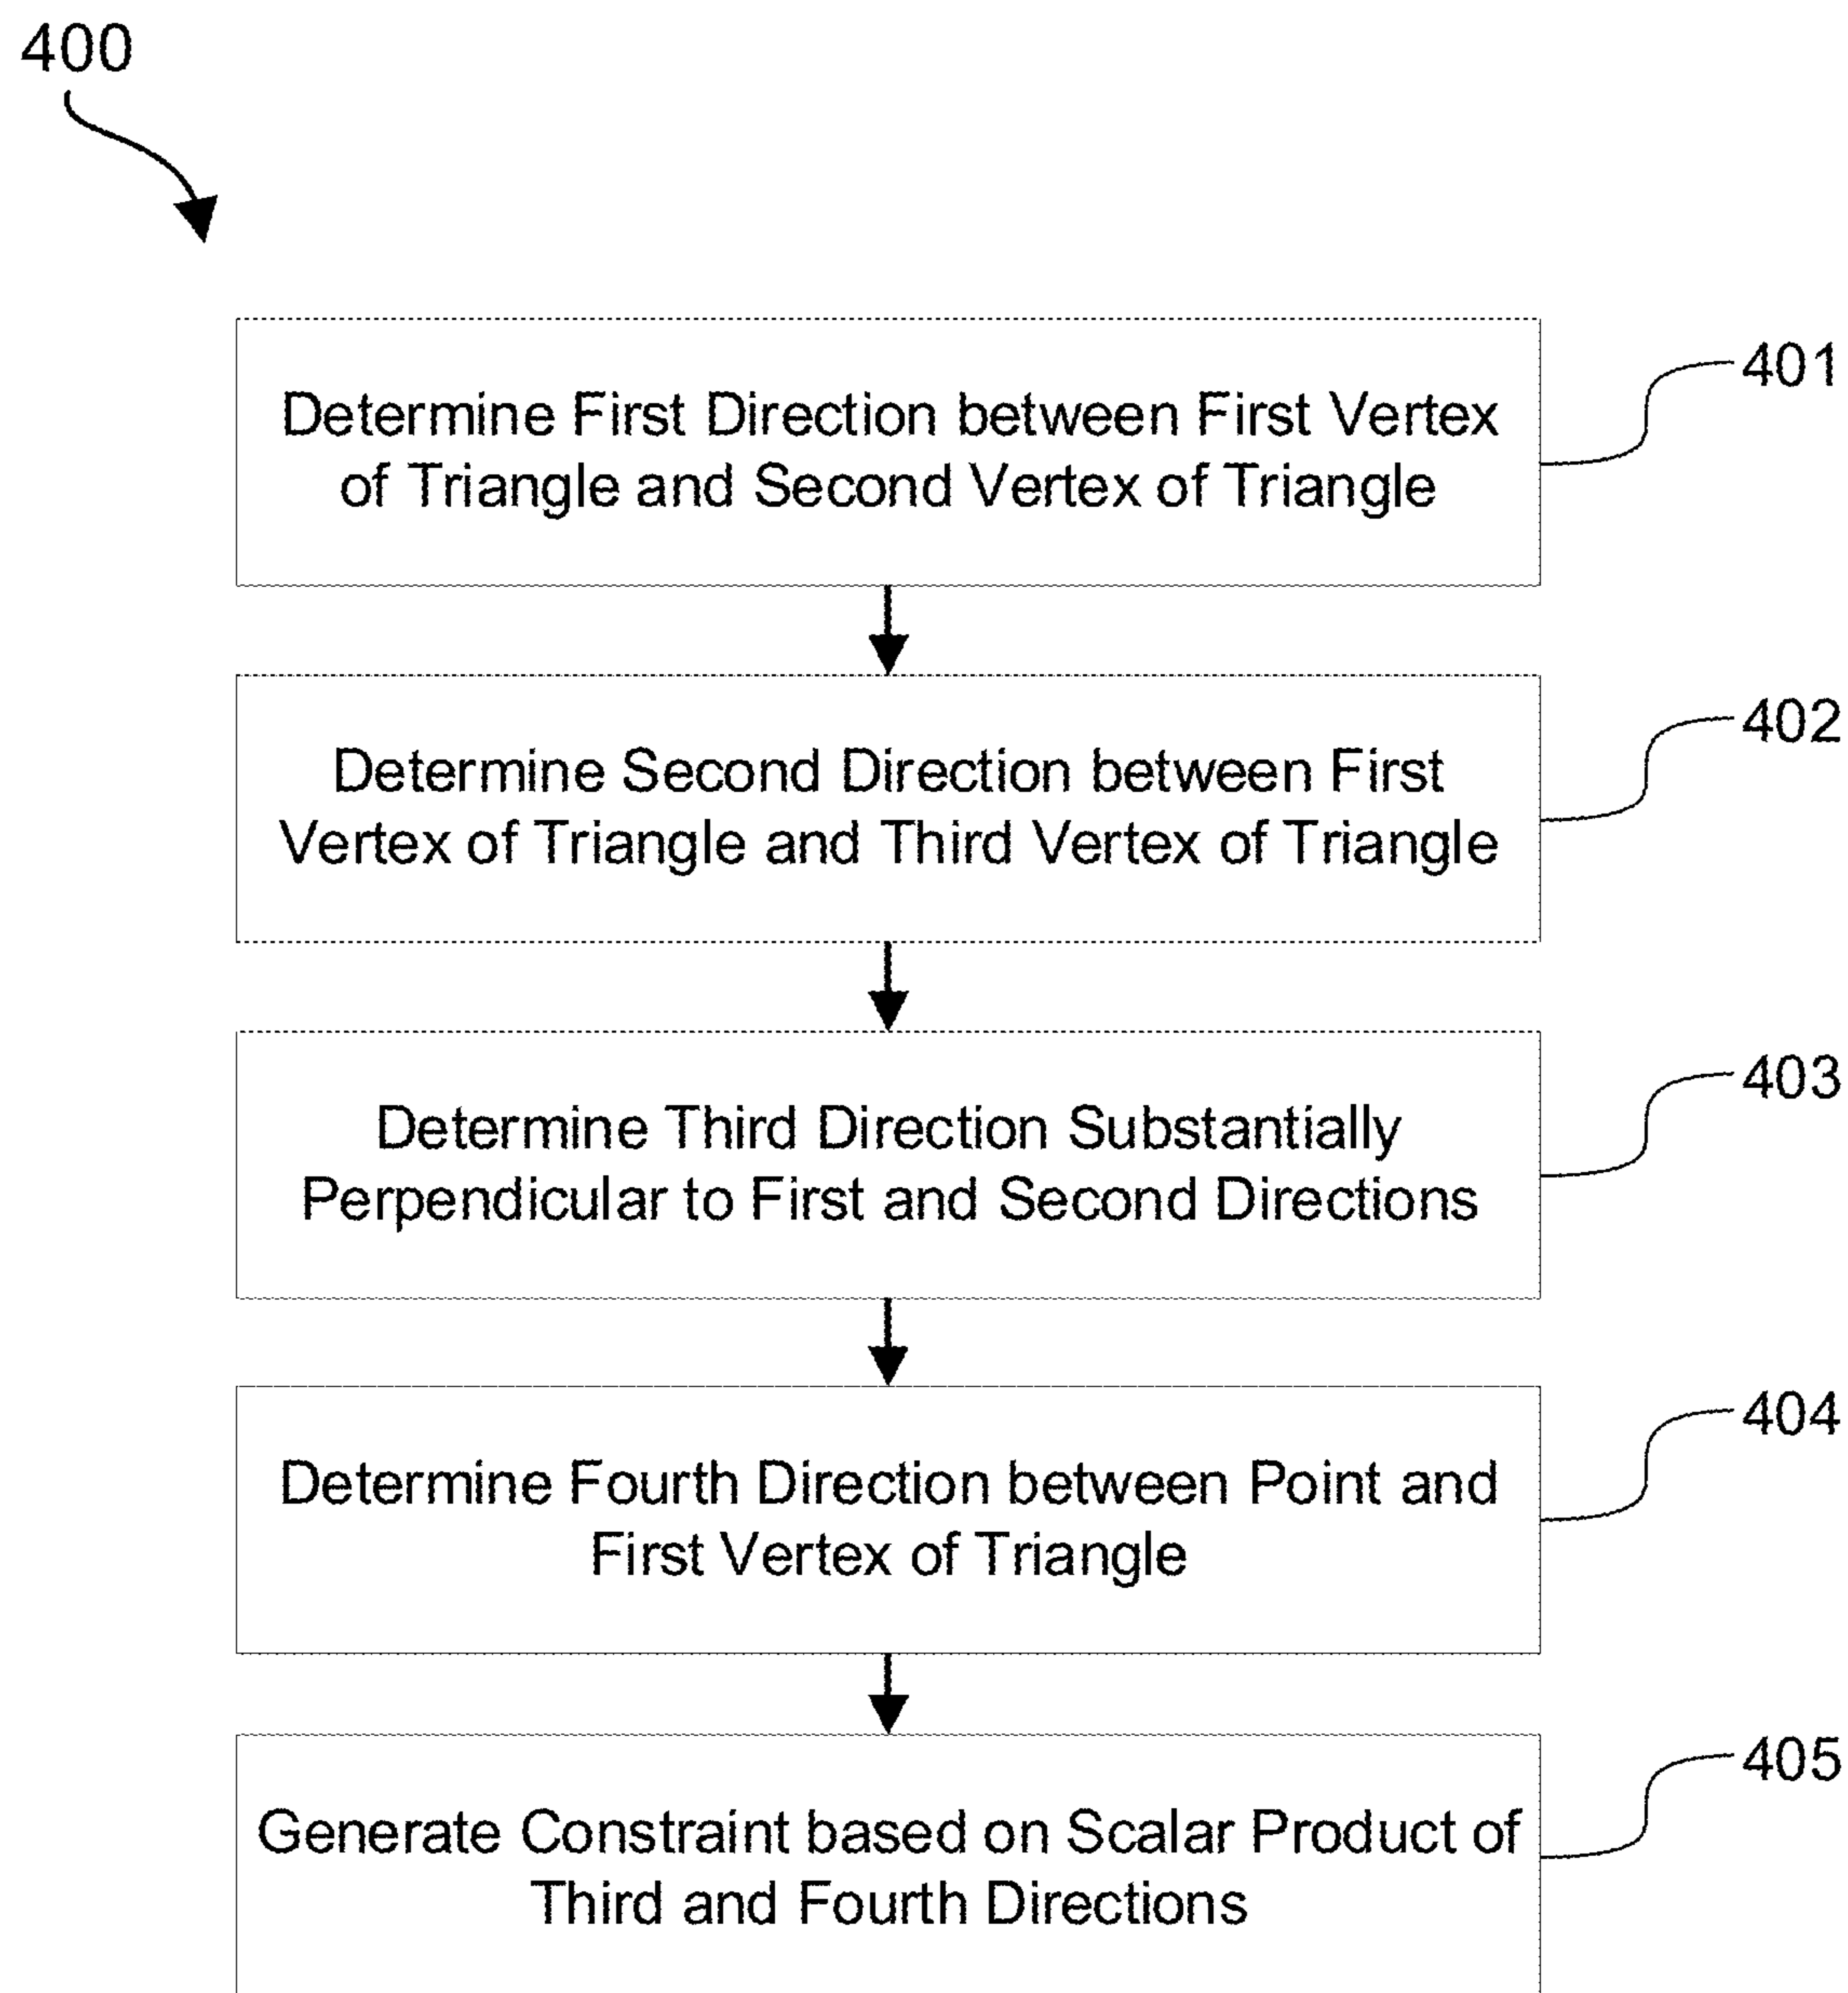 400
Determine First Direction between First Vertex
of Triangle and Second Vertex of Triangle
401
Determine Second Direction between First
Vertex of Triangle and Third Vertex of Triangle
402
Determine Third Direction Substantially
Perpendicular to First and Second Directions
403
Determine Fourth Direction between Point and
First Vertex of Triangle
404
Generate Constraint based on Scalar Product of
Third and Fourth Directions
405